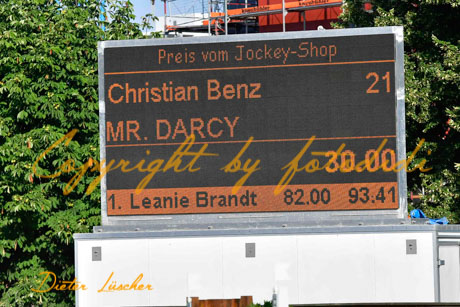 Preis vom Jockey-Shop
Christian Benz 21
MR. DARCY
Copyright by fotodidi
30.00
1. Leanie Brandt 82.00 93.41
Dieter Lüscher